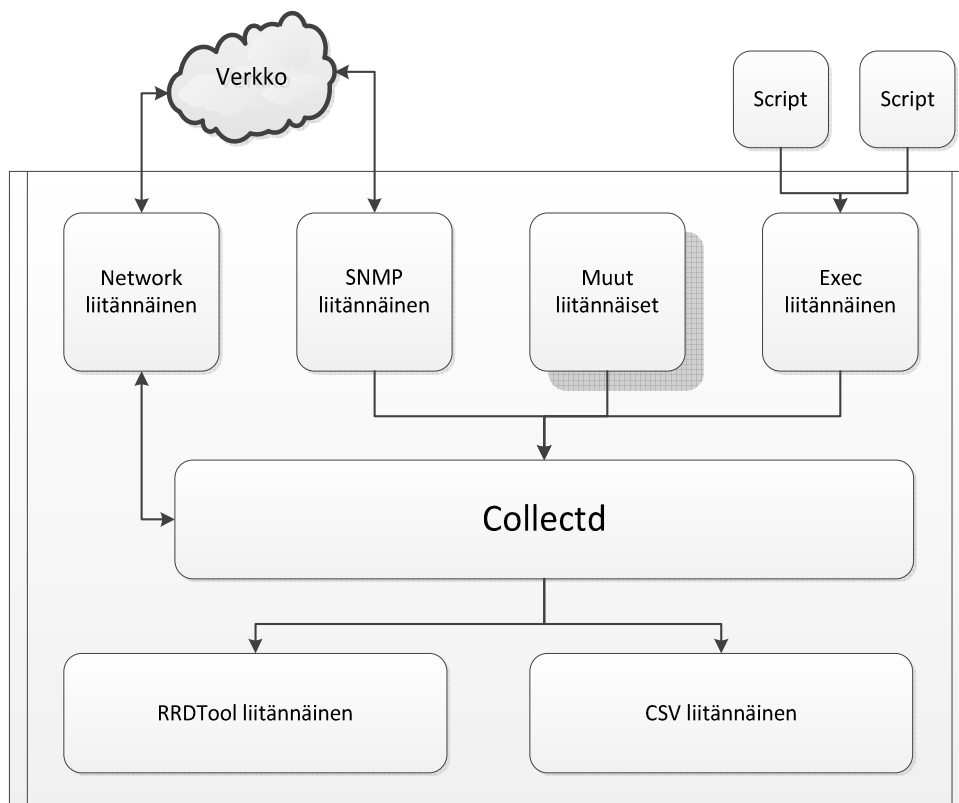 Verkko
Script
Script
Network
liitännäinen
SNMP
liitännäinen
Muut
liitännäiset
Exec
liitännäinen
Collectd
RRDTool liitännäinen
CSV liitännäinen